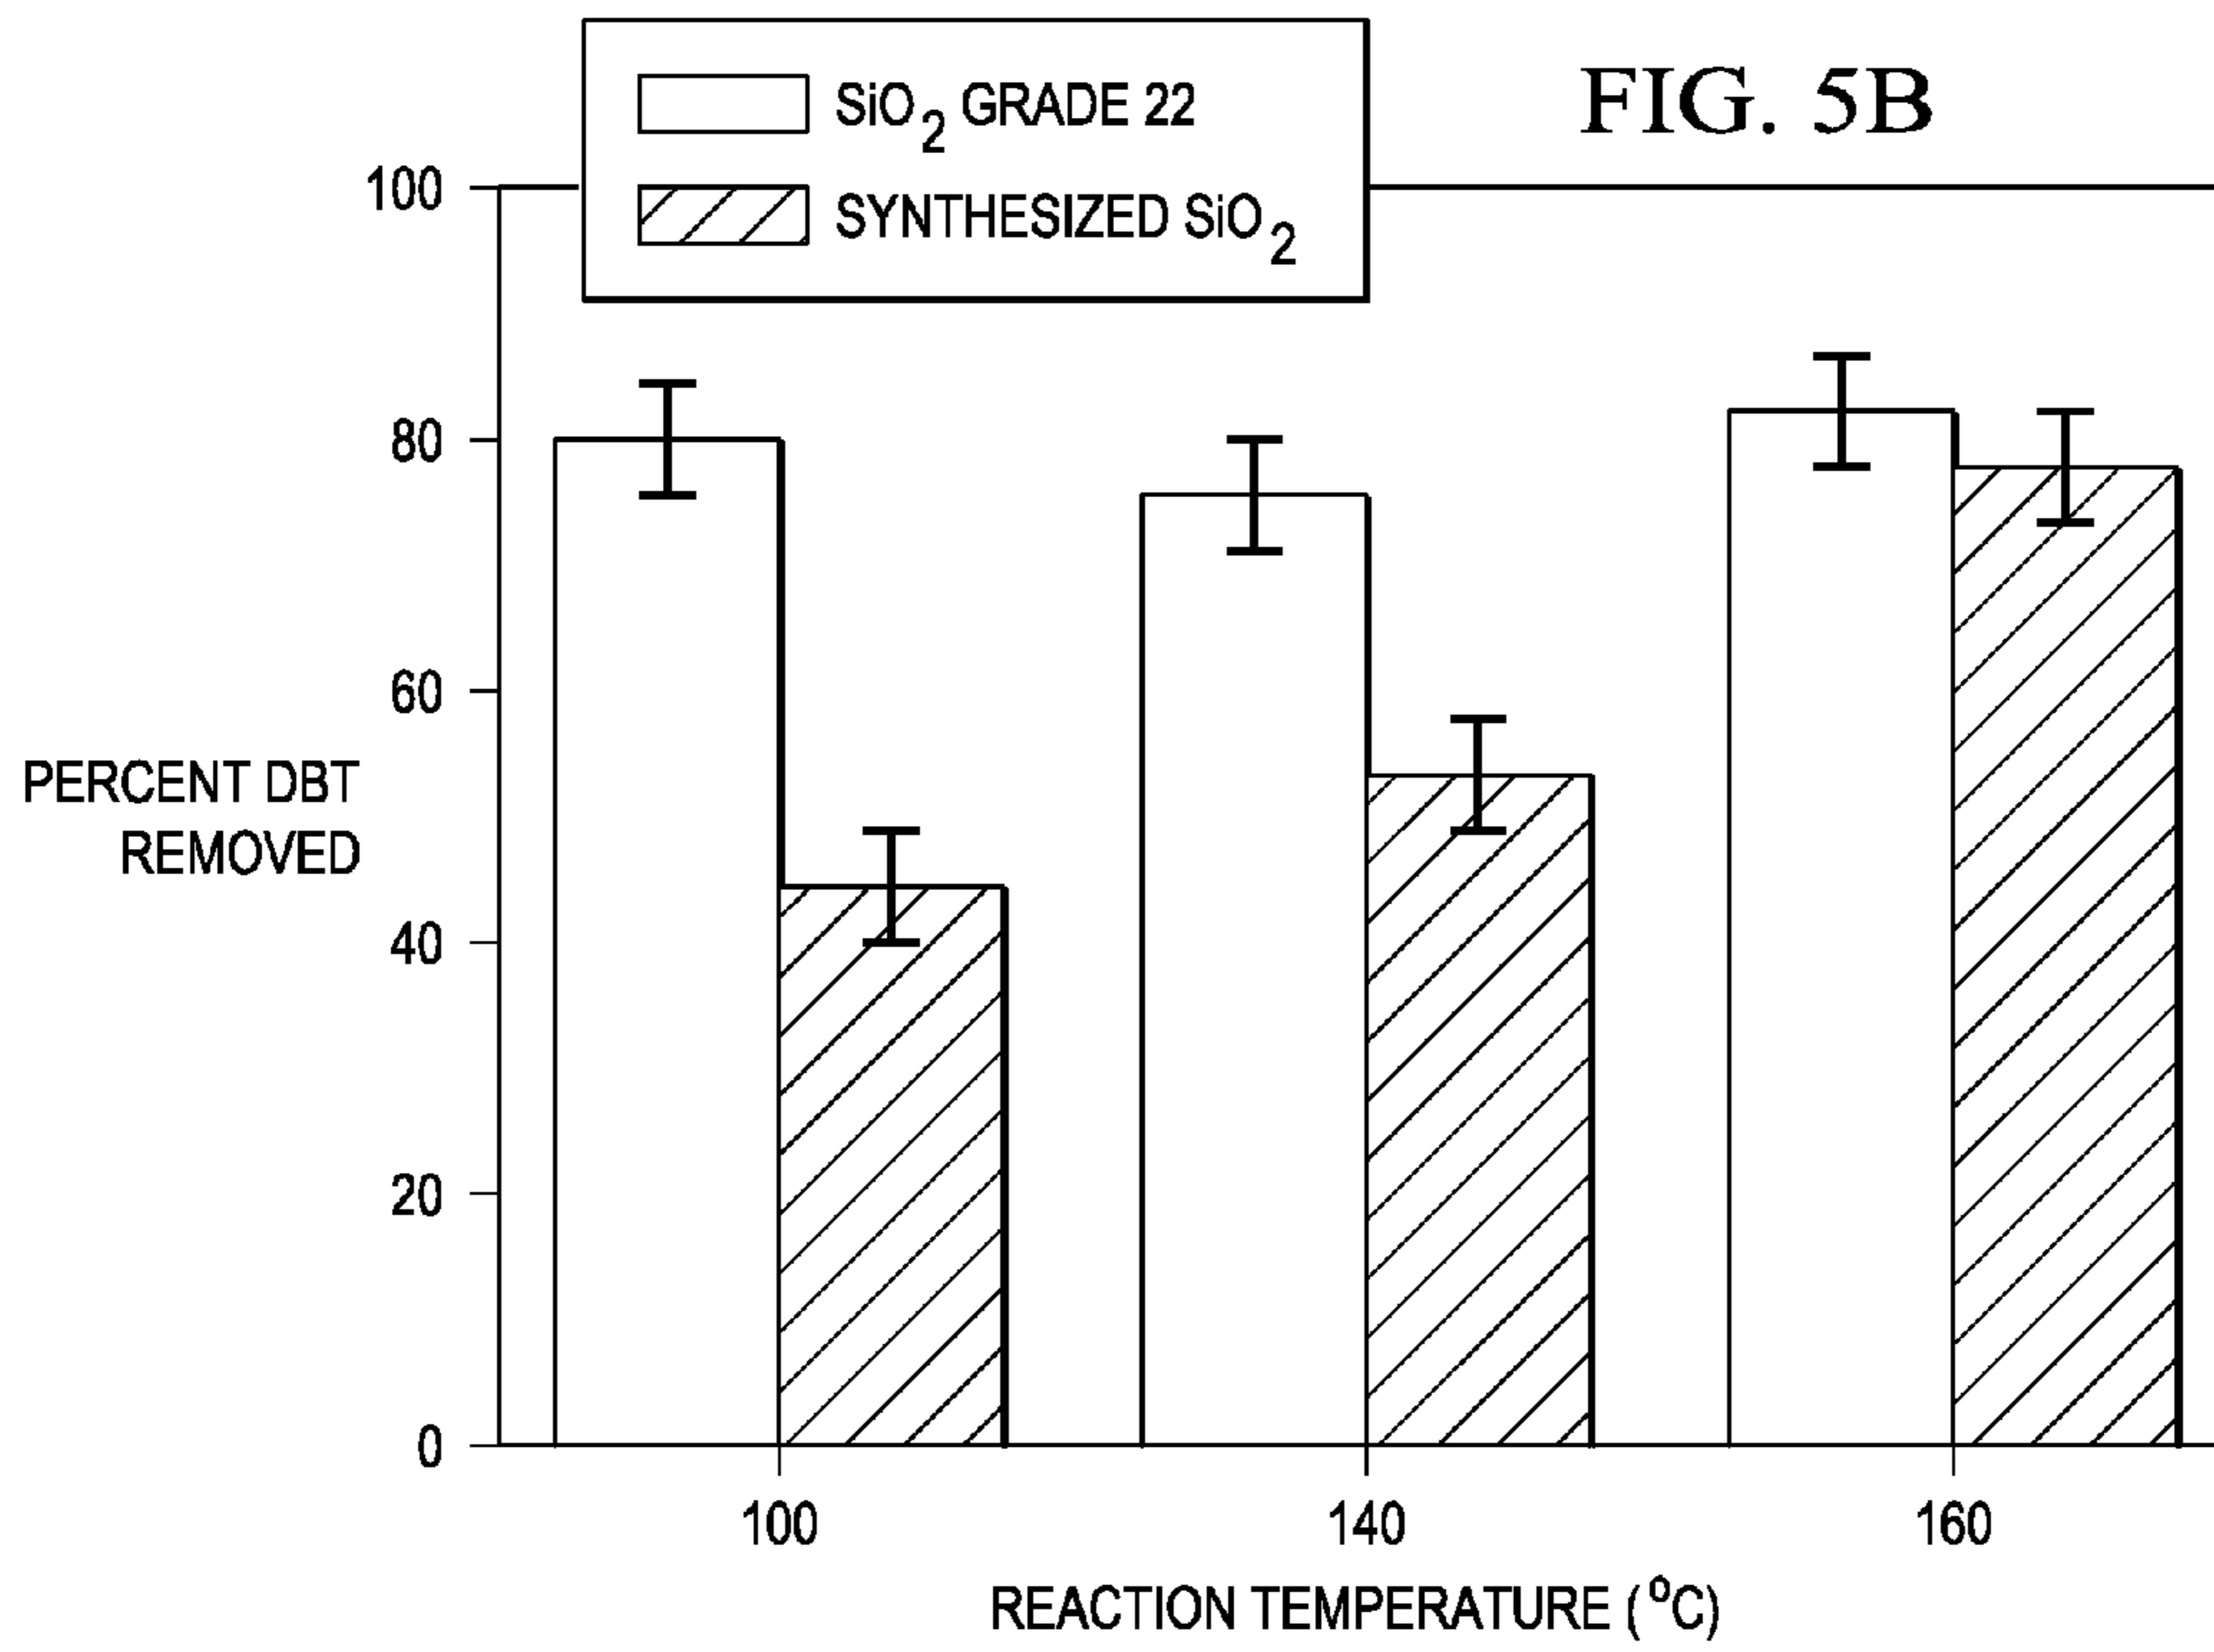 FIG. 5B
SiO2 GRADE 22
SYNTHESIZED SiO2
100
80
60
40
20
0
PERCENT DBT
REMOVED
100
140
160
REACTION TEMPERATURE (°C)